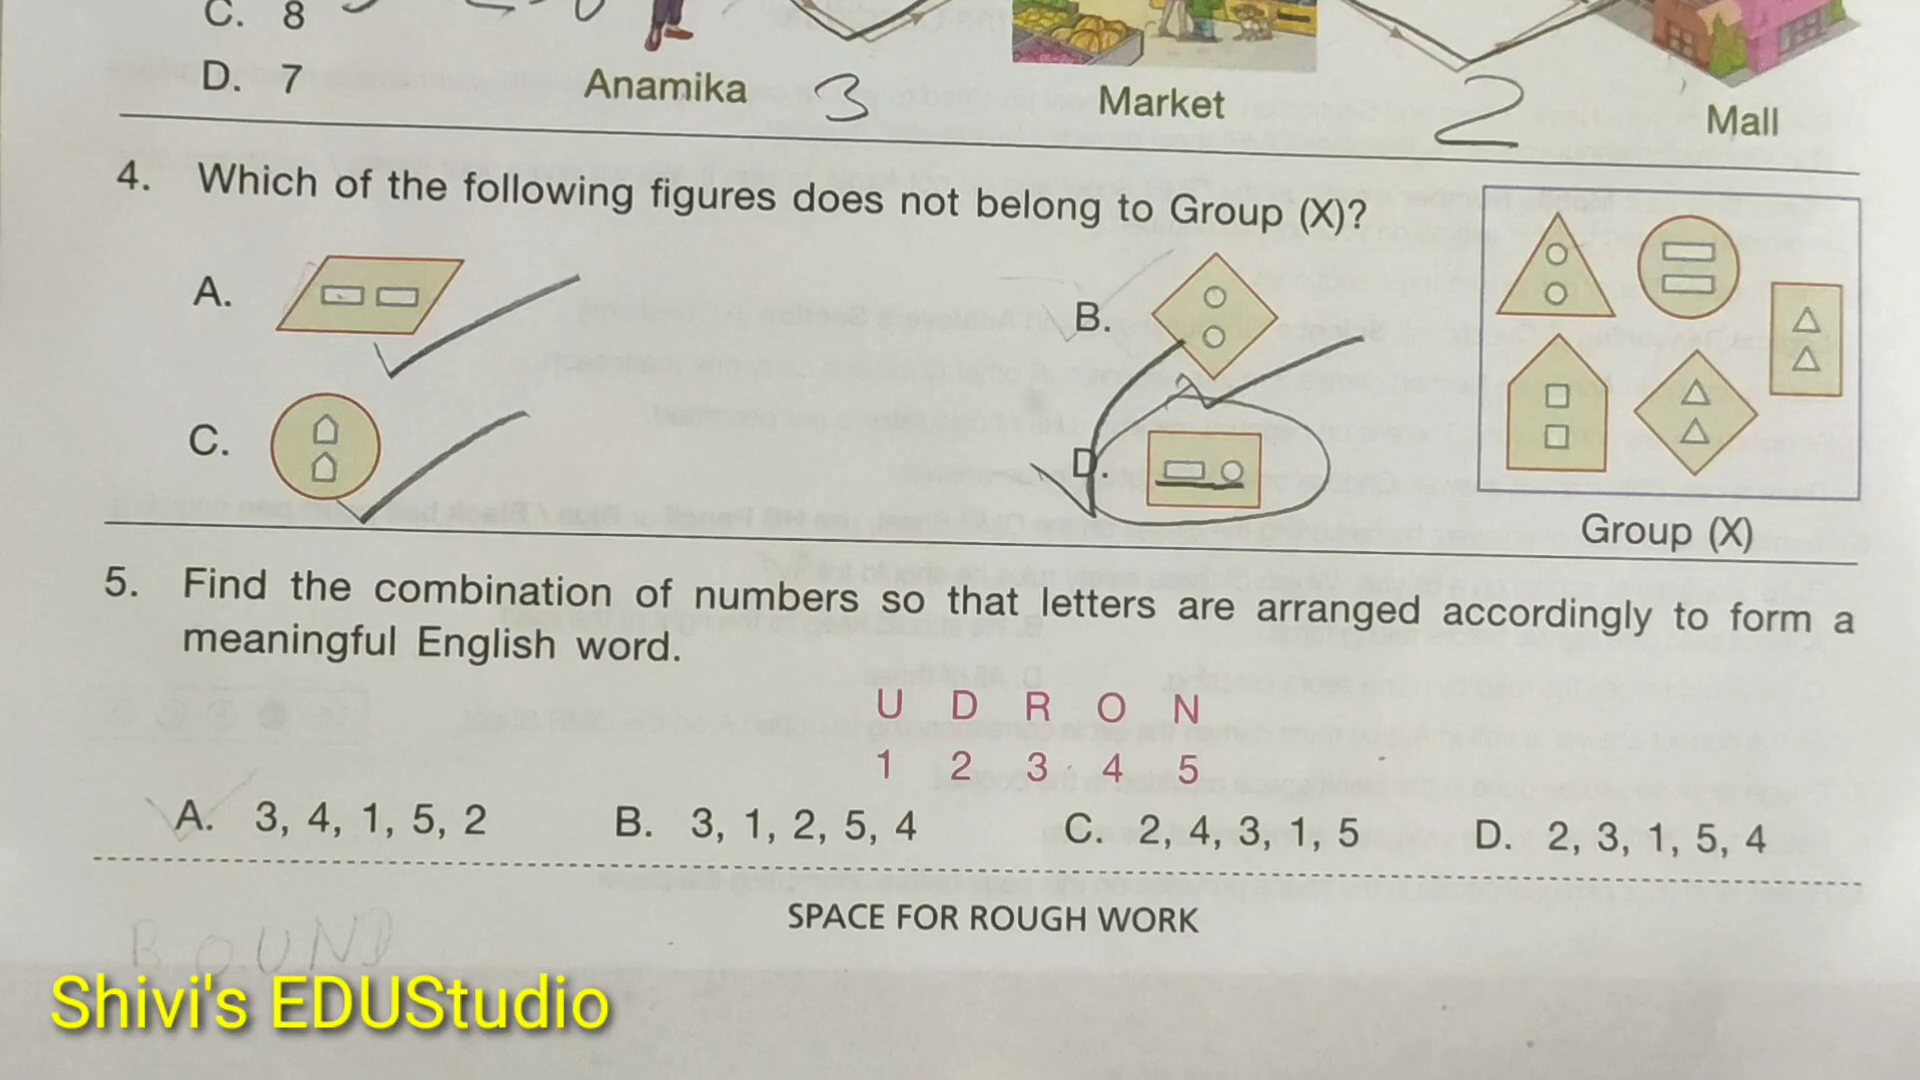 C. 8
D. 7
Anamika
3
Market
2
Mall
4. Which of the following figures does not belong to Group (X)?
A.
B.
C.
D.
Group (X)
5. Find the combination of numbers so that letters are arranged accordingly to form a
meaningful English word.
U D R O N
1 2 3 4 5
A. 3, 4, 1, 5, 2
B. 3, 1, 2, 5, 4
C. 2, 4, 3, 1, 5
D. 2, 3, 1, 5, 4
SPACE FOR ROUGH WORK
ROUND
Shivi's EDUStudio